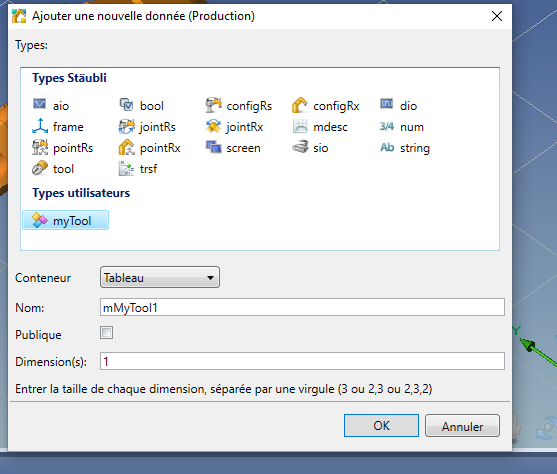 Ajouter une nouvelle donnée (Production)
Types:
Types Stäubli
aio bool configRs configRx dio
frame jointRs jointRx mdesc 3/4 num
pointRs pointRx screen sio Ab string
tool trsf
Types utilisateurs
myTool
Conteneur Tableau
Nom: mMyTool1
Publique
Dimension(s): 1
Entrer la taille de chaque dimension, séparée par une virgule (3 ou 2,3 ou 2,3,2)
OK Annuler
Y